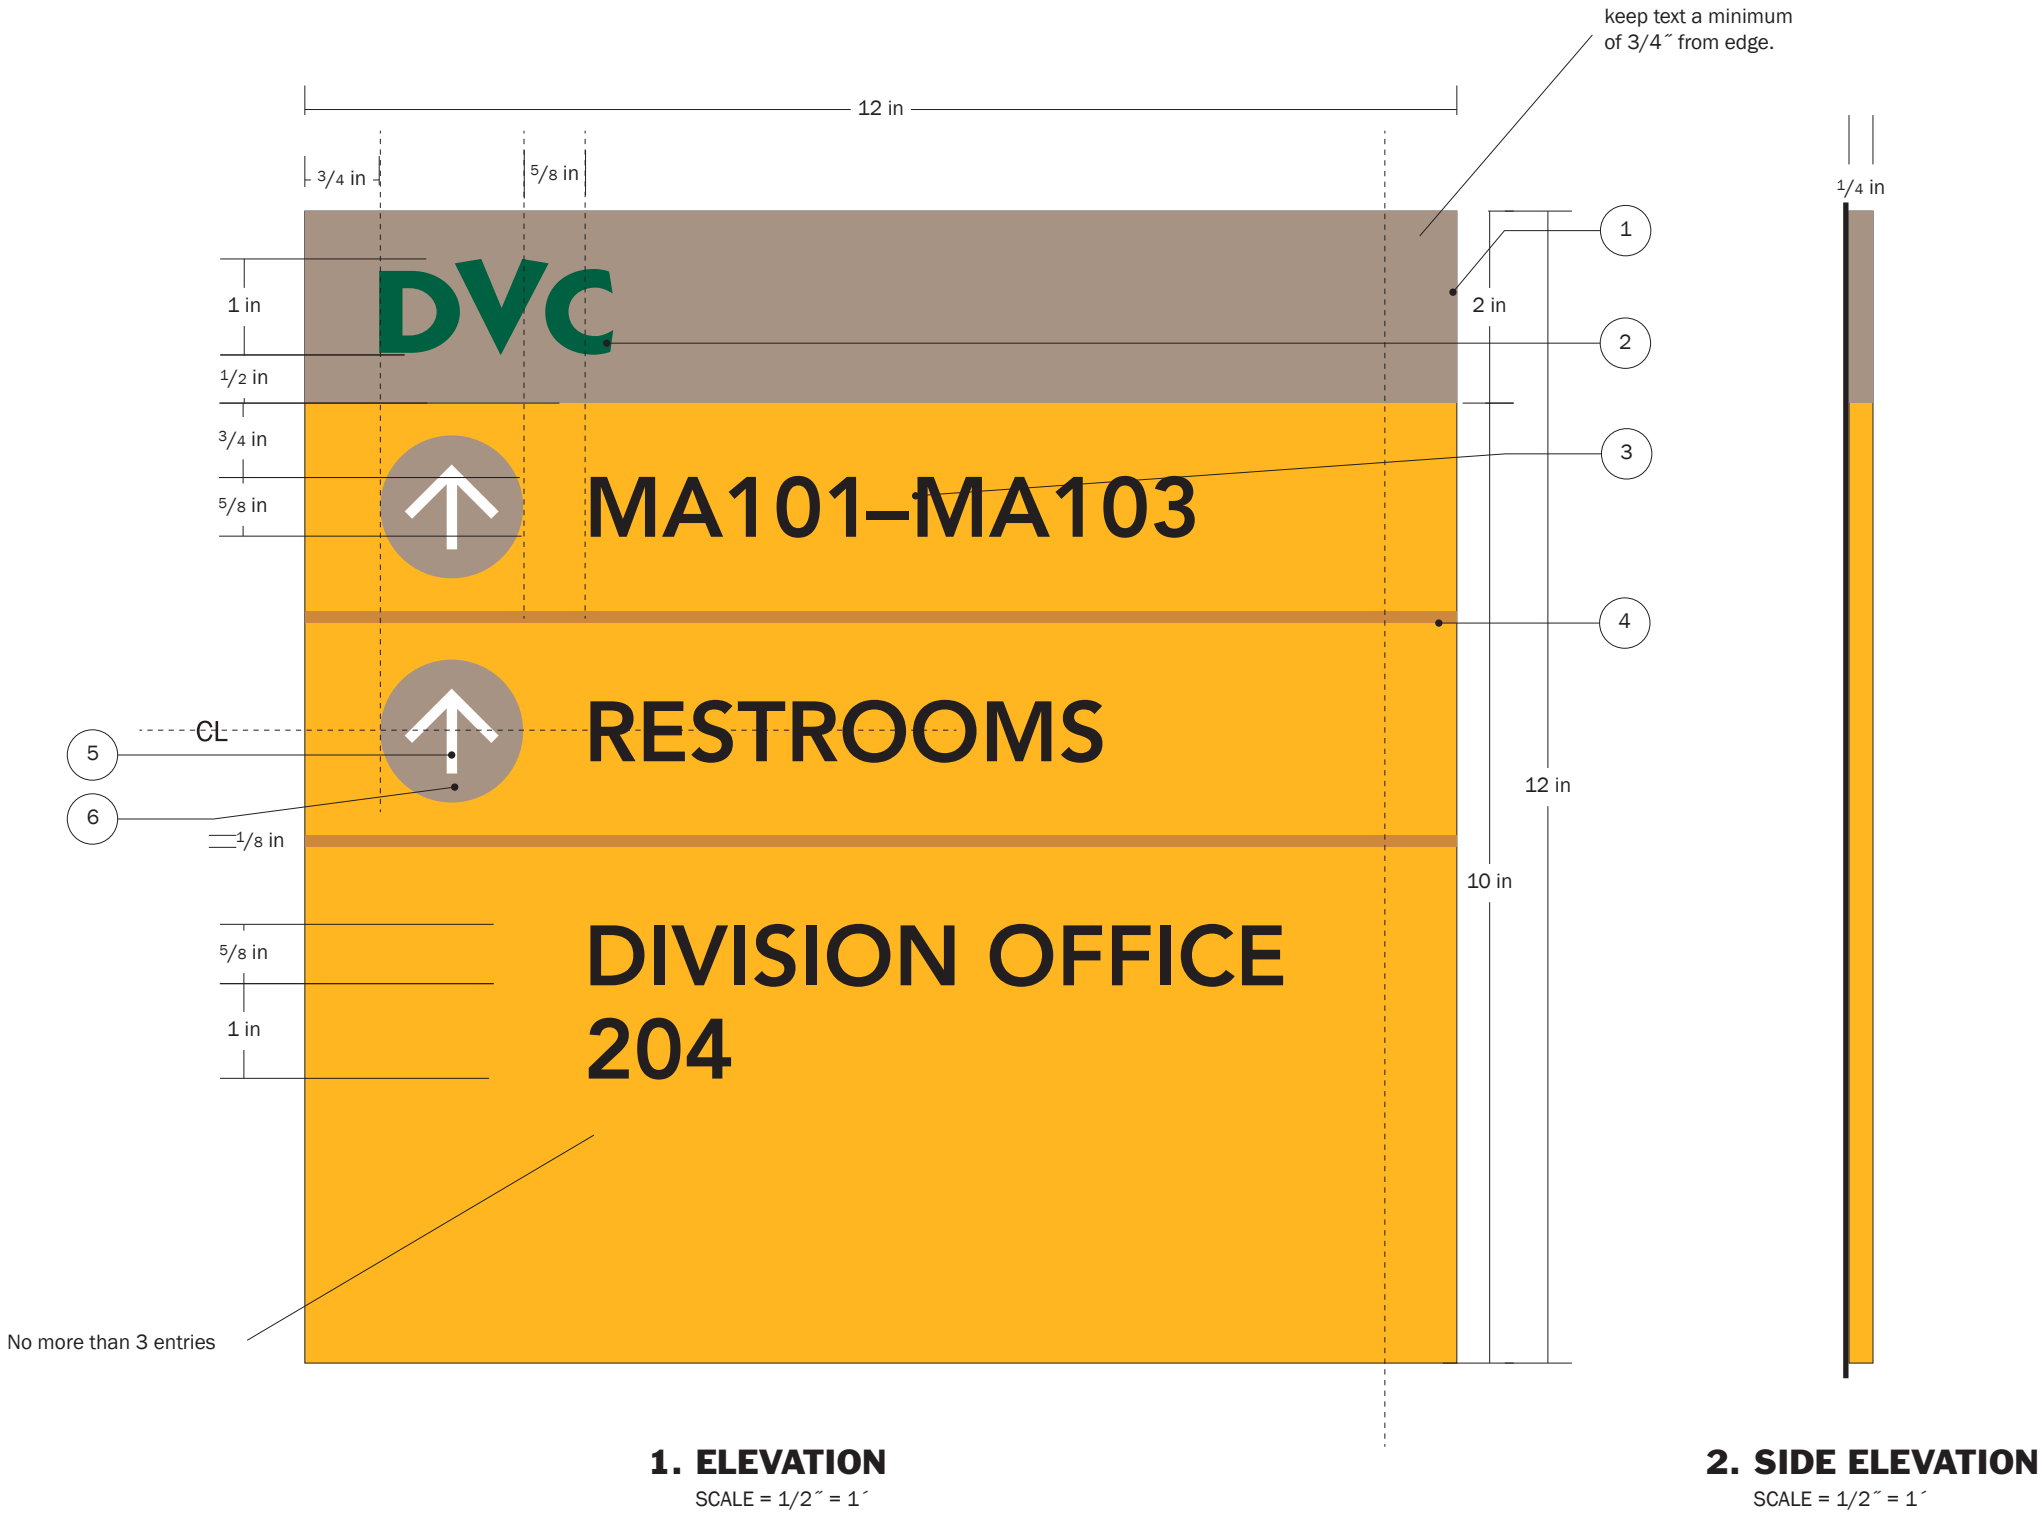 keep text a minimum
of 3/4˝ from edge.
12 in
3/4 in
5/8 in
1/4 in
1
DVC
1 in
2 in
2
1/2 in
3/4 in
3
5/8 in
MA101–MA103
4
CL
RESTROOMS
5
12 in
6
1/8 in
10 in
5/8 in
DIVISION OFFICE
1 in
204
No more than 3 entries
1. ELEVATION
SCALE = 1/2˝ = 1´
2. SIDE ELEVATION
SCALE = 1/2˝ = 1´